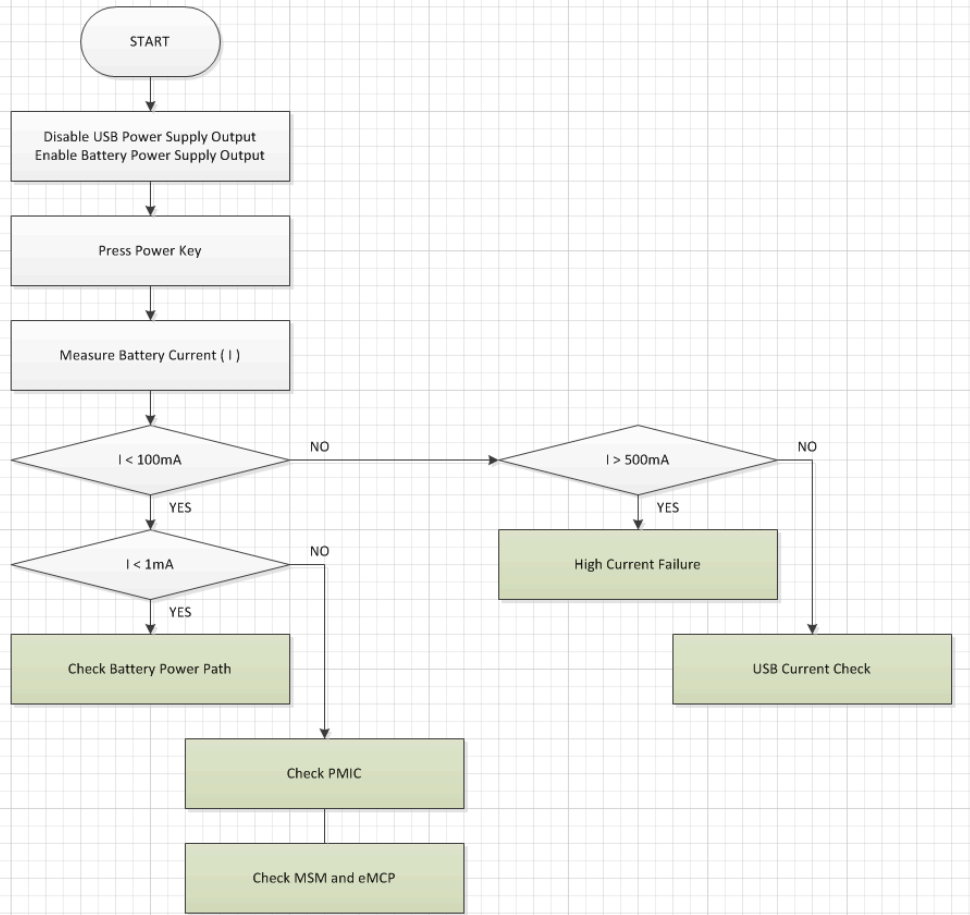 START
Disable USB Power Supply Output
Enable Battery Power Supply Output
Press Power Key
Measure Battery Current ( I )
I < 100mA
NO
I > 500mA
NO
YES
YES
I < 1mA
NO
High Current Failure
YES
Check Battery Power Path
USB Current Check
Check PMIC
Check MSM and eMCP